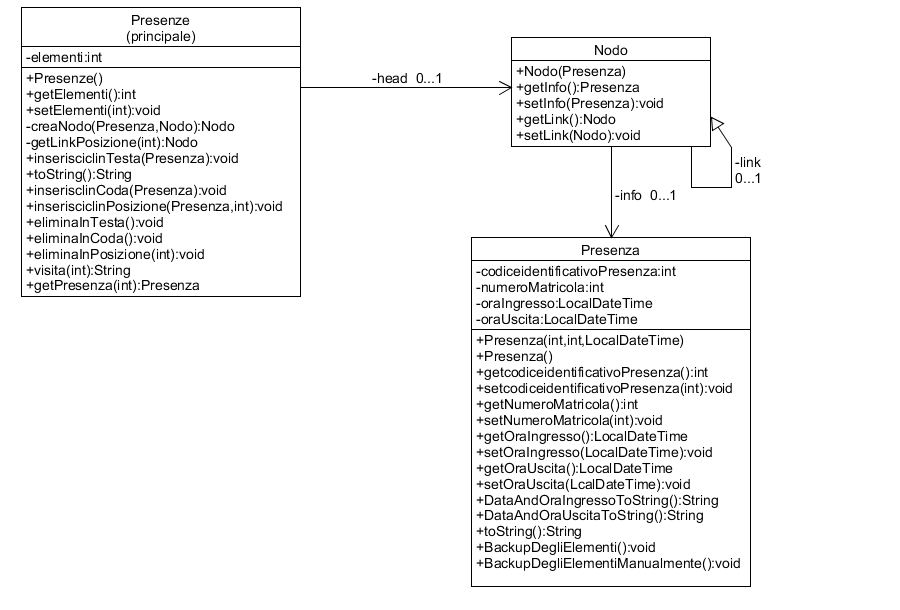 Presenze
(principale)
-elementi:int
+Presenze()
+getElementi():int
+setElementi(int):void
-creaNodo(Presenza,Nodo):Nodo
-getLinkPosizione(int):Nodo
+inserisciclinTesta(Presenza):void
+toString():String
+inserisclinCoda(Presenza):void
+inserisciclinPosizione(Presenza,int):void
+eliminaInTesta():void
+eliminaInCoda():void
+eliminaInPosizione(int):void
+visita(int):String
+getPresenza(int):Presenza
-head 0...1
Nodo
+Nodo(Presenza)
+getInfo():Presenza
+setInfo(Presenza):void
+getLink():Nodo
+setLink(Nodo):void
-link
0...1
-info 0...1
Presenza
-codiceidentificativoPresenza:int
-numeroMatricola:int
-oraIngresso:LocalDateTime
-oraUscita:LocalDateTime
+Presenza(int,int,LocalDateTime)
+Presenza()
+getcodiceidentificativoPresenza():int
+setcodiceidentificativoPresenza(int):void
+getNumeroMatricola():int
+setNumeroMatricola(int):void
+getOraIngresso():LocalDateTime
+setOraIngresso(LocalDateTime):void
+getOraUscita():LocalDateTime
+setOraUscita(LcalDateTime):void
+DataAndOraIngressoToString():String
+DataAndOraUscitaToString():String
+toString():String
+BackupDegliElementi():void
+BackupDegliElementiManualmente():void